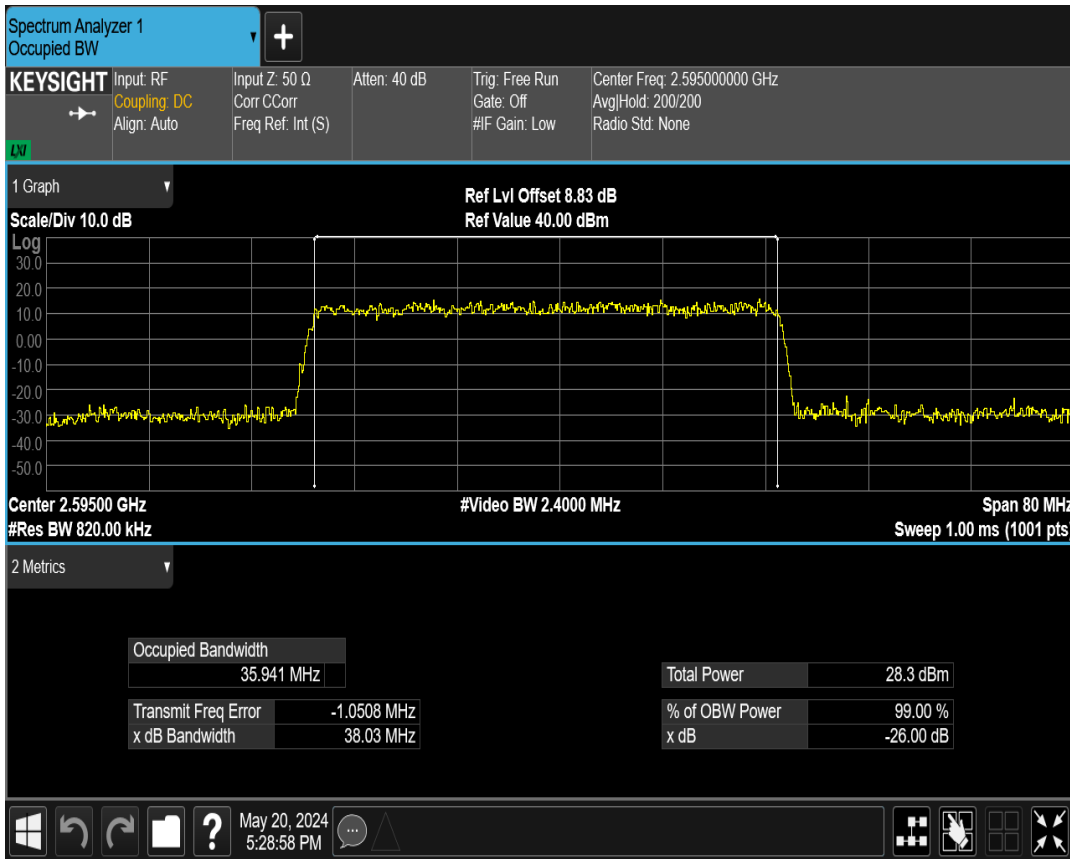 Spectrum Analyzer 1
Occupied BW
+
KEYSIGHT
Input: RF
Coupling: DC
Align: Auto
Input Z: 50 Ω
Corr CCorr
Freq Ref: Int (S)
Atten: 40 dB
Trig: Free Run
Gate: Off
#IF Gain: Low
Center Freq: 2.595000000 GHz
Avg|Hold: 200/200
Radio Std: None
LXI
1 Graph
Scale/Div 10.0 dB
Ref Lvl Offset 8.83 dB
Ref Value 40.00 dBm
Log
30.0
20.0
10.0
0.00
-10.0
-20.0
-30.0
-40.0
-50.0
Center 2.59500 GHz
#Video BW 2.4000 MHz
Span 80 MHz
#Res BW 820.00 kHz
Sweep 1.00 ms (1001 pts)
2 Metrics
Occupied Bandwidth
35.941 MHz
Total Power 28.3 dBm
Transmit Freq Error -1.0508 MHz
% of OBW Power 99.00 %
x dB Bandwidth 38.03 MHz
x dB -26.00 dB
?
May 20, 2024
5:28:58 PM